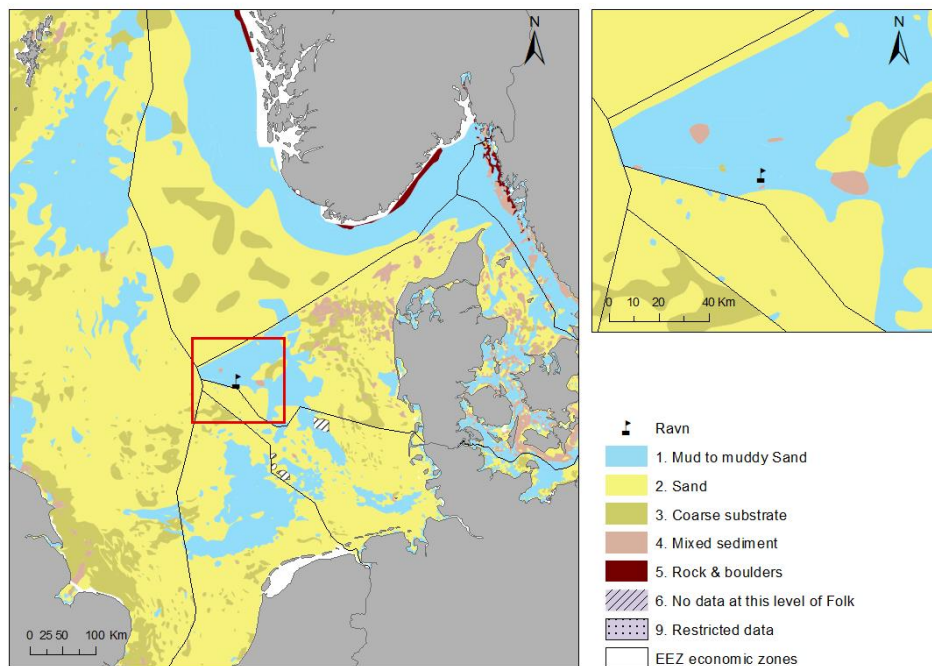 N
0 25 50 100 Km
N
0 10 20 40 Km
Ravn
1. Mud to muddy Sand
2. Sand
3. Coarse substrate
4. Mixed sediment
5. Rock & boulders
6. No data at this level of Folk
9. Restricted data
EEZ economic zones